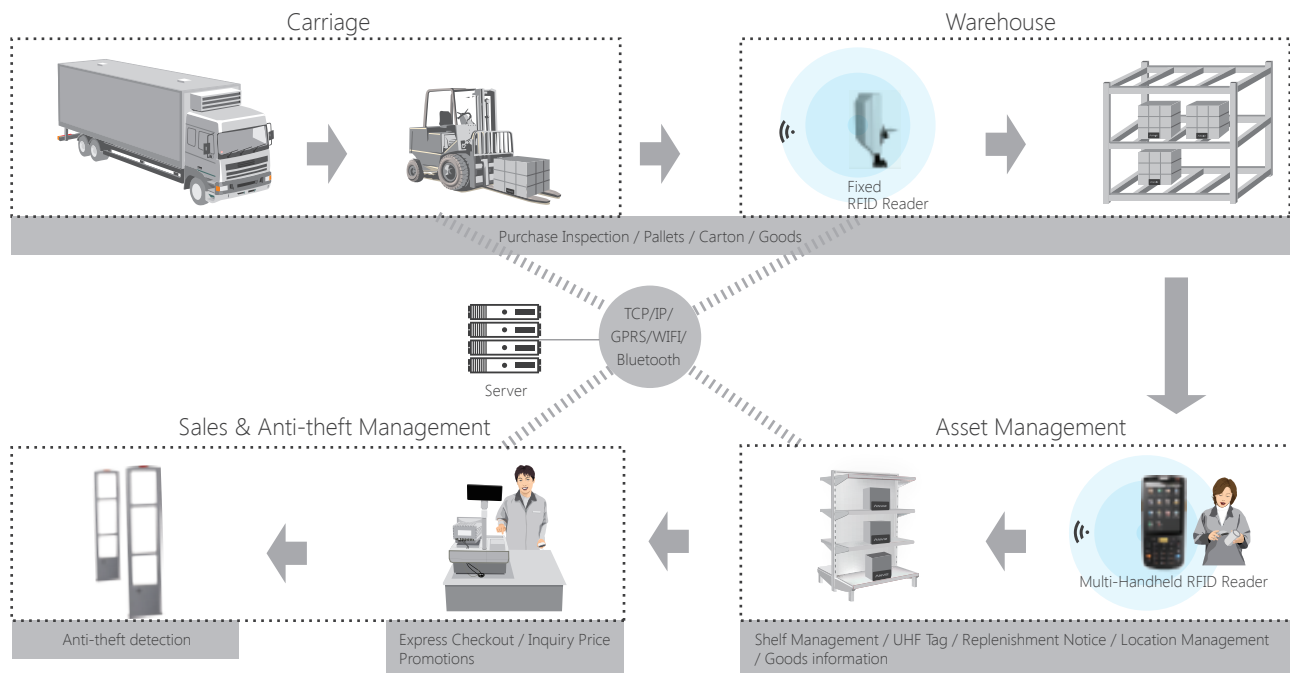 Carriage
Warehouse
Fixed
RFID Reader
Purchase Inspection / Pallets / Carton / Goods
TCP/IP/
GPRS/WIFI/
Bluetooth
Server
Sales & Anti-theft Management
Asset Management
Multi-Handheld RFID Reader
Anti-theft detection
Express Checkout / Inquiry Price
Promotions
Shelf Management / UHF Tag / Replenishment Notice / Location Management
/ Goods information